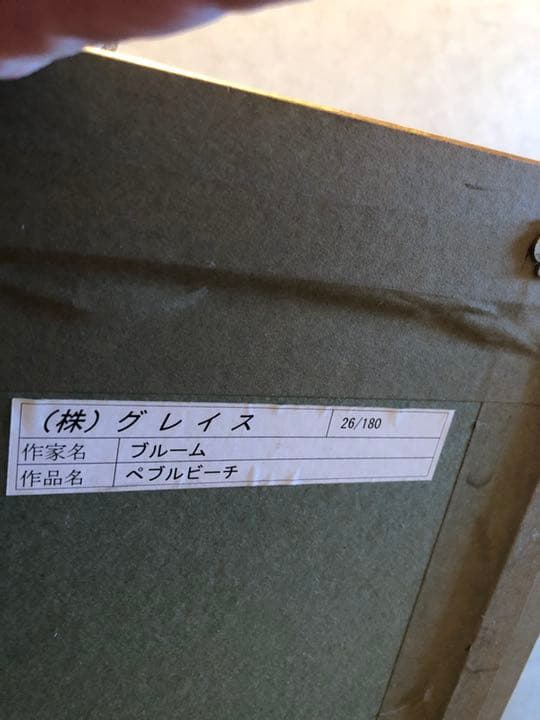 (株)グレイス 26/180
作家名 ブルーム
作品名 ペブルビーチ